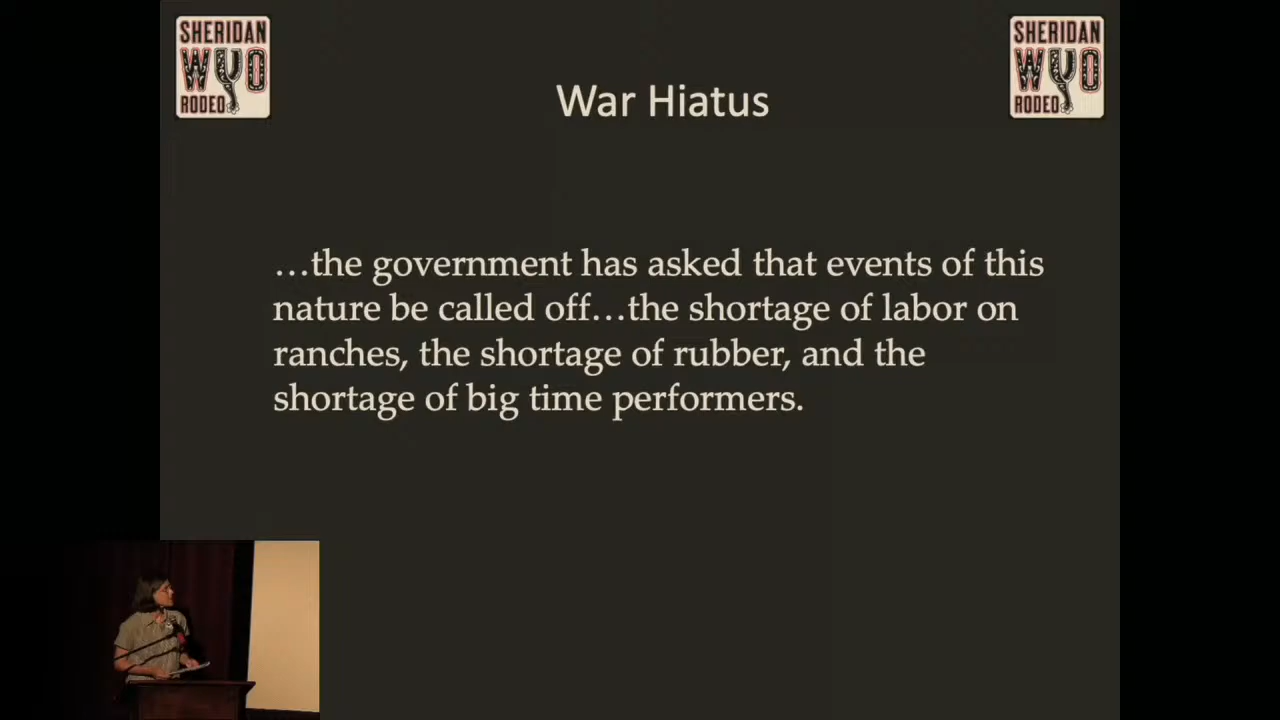 SHERIDAN
WYO
RODEO
SHERIDAN
WYO
RODEO
War Hiatus
…the government has asked that events of this
nature be called off…the shortage of labor on
ranches, the shortage of rubber, and the
shortage of big time performers.